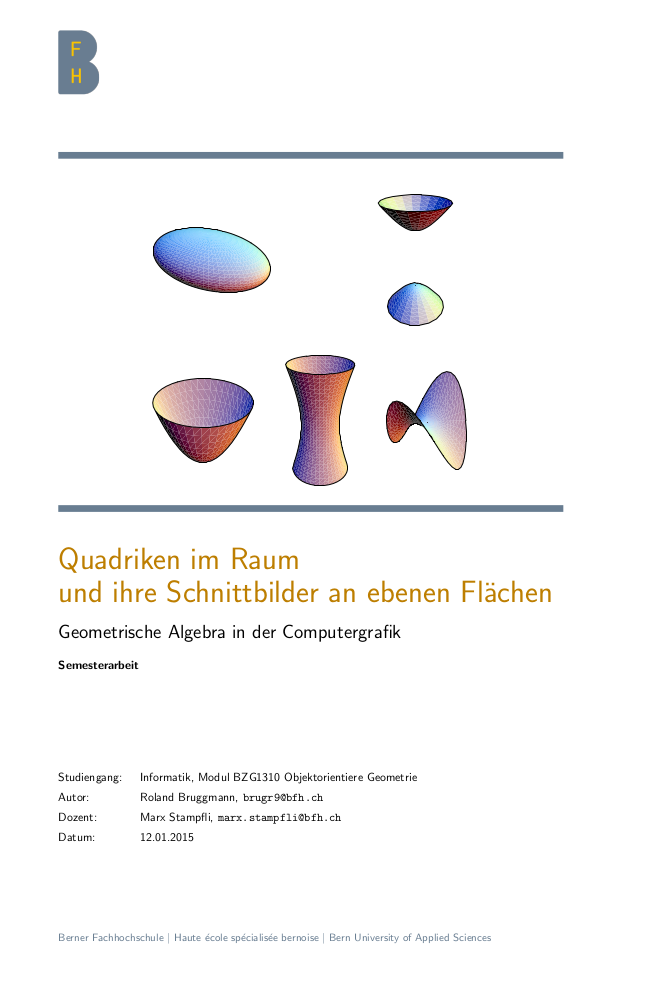 F
H
Quadriken im Raum
und ihre Schnittbilder an ebenen Flächen
Geometrische Algebra in der Computergrafik
Semesterarbeit
Studiengang: Informatik, Modul BZG1310 Objektorientiere Geometrie
Autor: Roland Bruggmann, brugr9@bfh.ch
Dozent: Marx Stampfli, marx.stampfli@bfh.ch
Datum: 12.01.2015
Berner Fachhochschule | Haute école spécialisée bernoise | Bern University of Applied Sciences